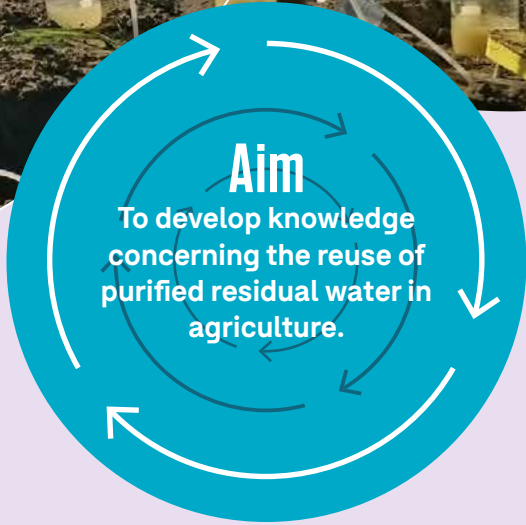 Aim
To develop knowledge
concerning the reuse of
purified residual water in
agriculture.